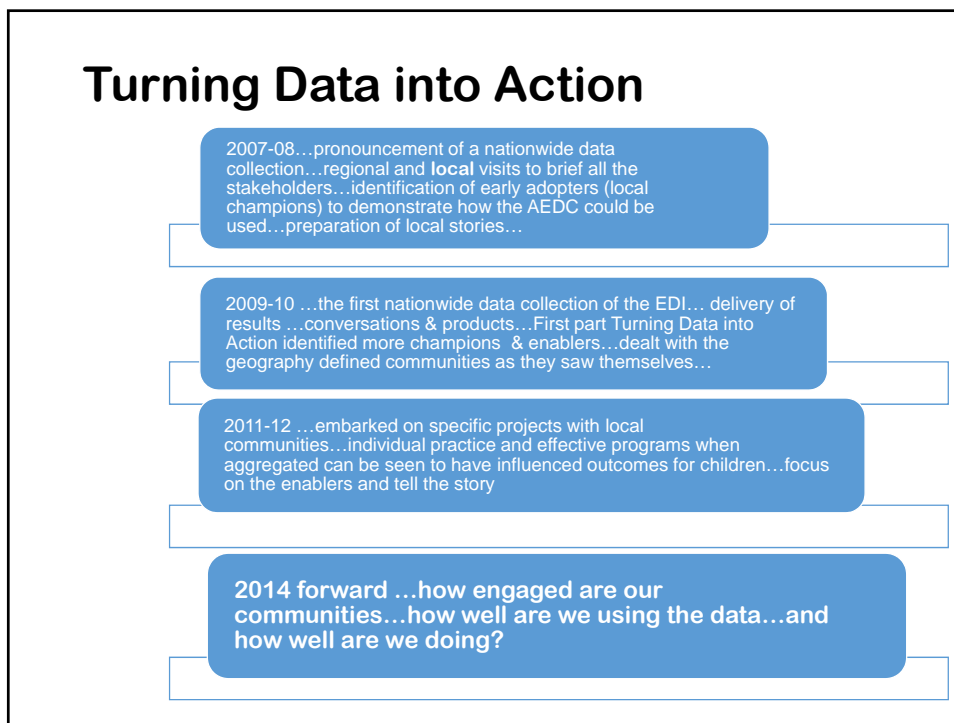 Turning Data into Action
2007-08…pronouncement of a nationwide data
collection…regional and local visits to brief all the
stakeholders…identification of early adopters (local
champions) to demonstrate how the AEDC could be
used…preparation of local stories…
2009-10 …the first nationwide data collection of the EDI… delivery of
results …conversations & products…First part Turning Data into
Action identified more champions & enablers…dealt with the
geography defined communities as they saw themselves…
2011-12 …embarked on specific projects with local
communities…individual practice and effective programs when
aggregated can be seen to have influenced outcomes for children…focus
on the enablers and tell the story
2014 forward …how engaged are our
communities…how well are we using the data…and
how well are we doing?